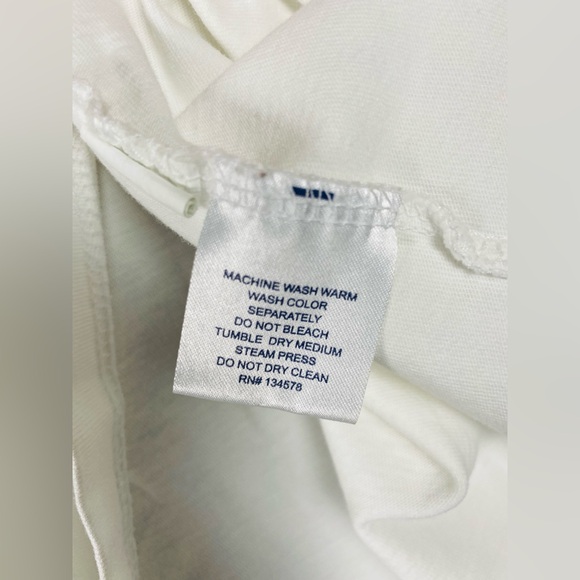 MACHINE WASH WARM
WASH COLOR
SEPARATELY
DO NOT BLEACH
TUMBLE DRY MEDIUM
STEAM PRESS
DO NOT DRY CLEAN
RN# 134578